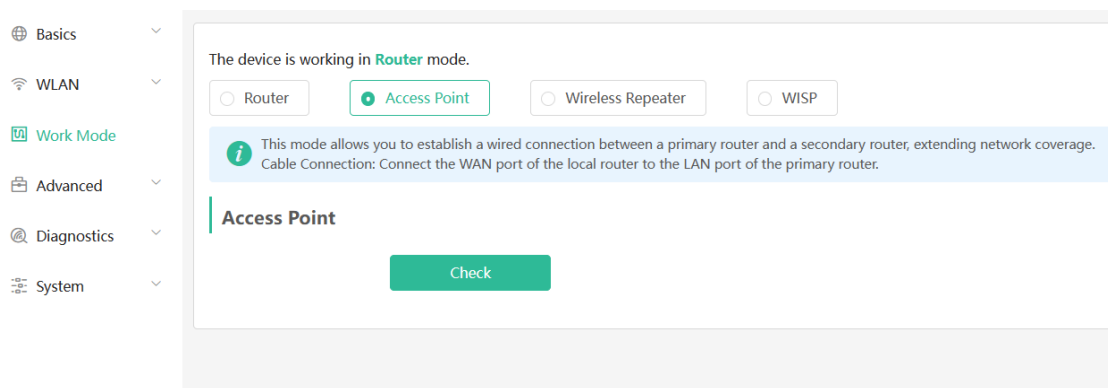 Basics
WLAN
Work Mode
Advanced
Diagnostics
System
The device is working in Router mode.
Router
Access Point
Wireless Repeater
WISP
This mode allows you to establish a wired connection between a primary router and a secondary router, extending network coverage.
Cable Connection: Connect the WAN port of the local router to the LAN port of the primary router.
Access Point
Check